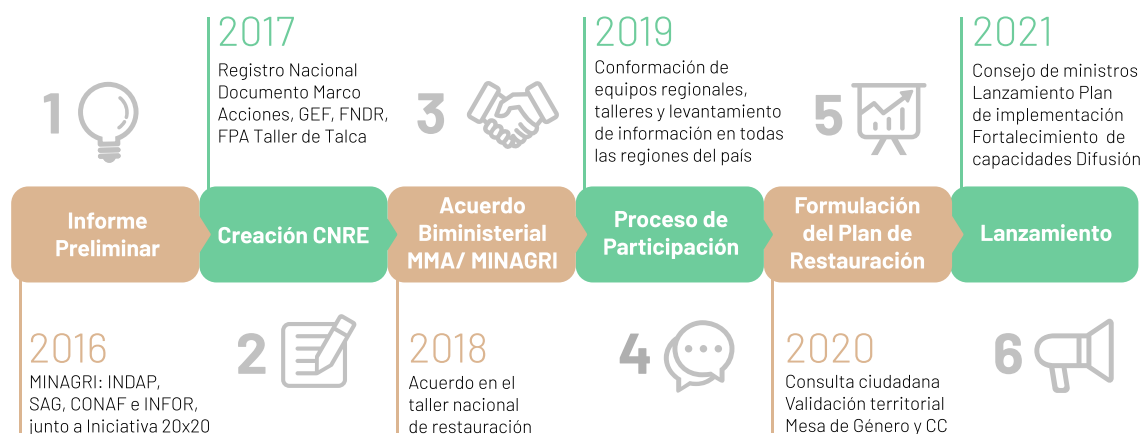 1
Informe
Preliminar
2016
MINAGRI: INDAP,
SAG, CONAF e INFOR,
junto a Iniciativa 20x20
2017
Registro Nacional
Documento Marco
Acciones, GEF, FNDR,
FPA Taller de Talca
Creación CNRE
2
3
Acuerdo
Biministerial
MMA/ MINAGRI
2018
Acuerdo en el
taller nacional
de restauración
2019
Conformación de
equipos regionales,
talleres y levantamiento
de información en todas
las regiones del país
Proceso de
Participación
4
5
Formulación
del Plan de
Restauración
2020
Consulta ciudadana
Validación territorial
Mesa de Género y CC
2021
Consejo de ministros
Lanzamiento Plan
de implementación
Fortalecimiento de
capacidades Difusión
Lanzamiento
6